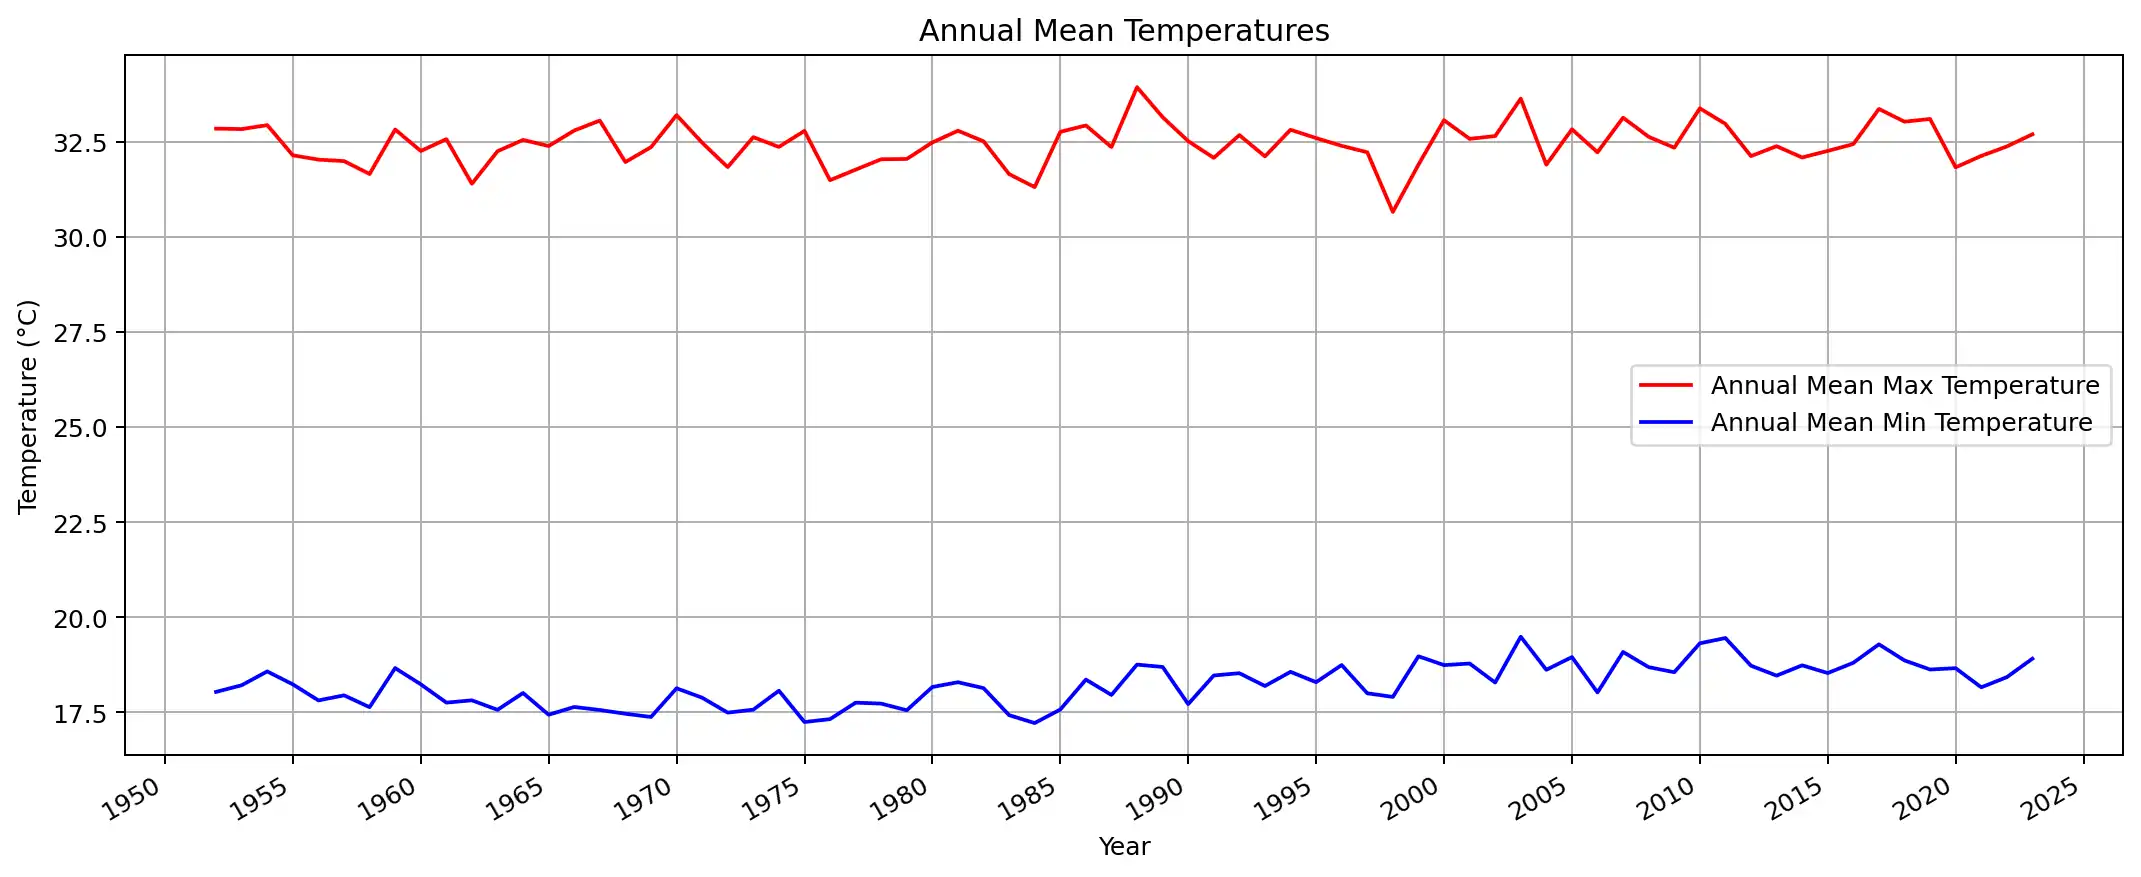 Annual Mean Temperatures
Temperature (°C)
32.5
30.0
27.5
25.0
22.5
20.0
17.5
Annual Mean Max Temperature
Annual Mean Min Temperature
1950 1955 1960 1965 1970 1975 1980 1985 1990 1995 2000 2005 2010 2015 2020 2025
Year